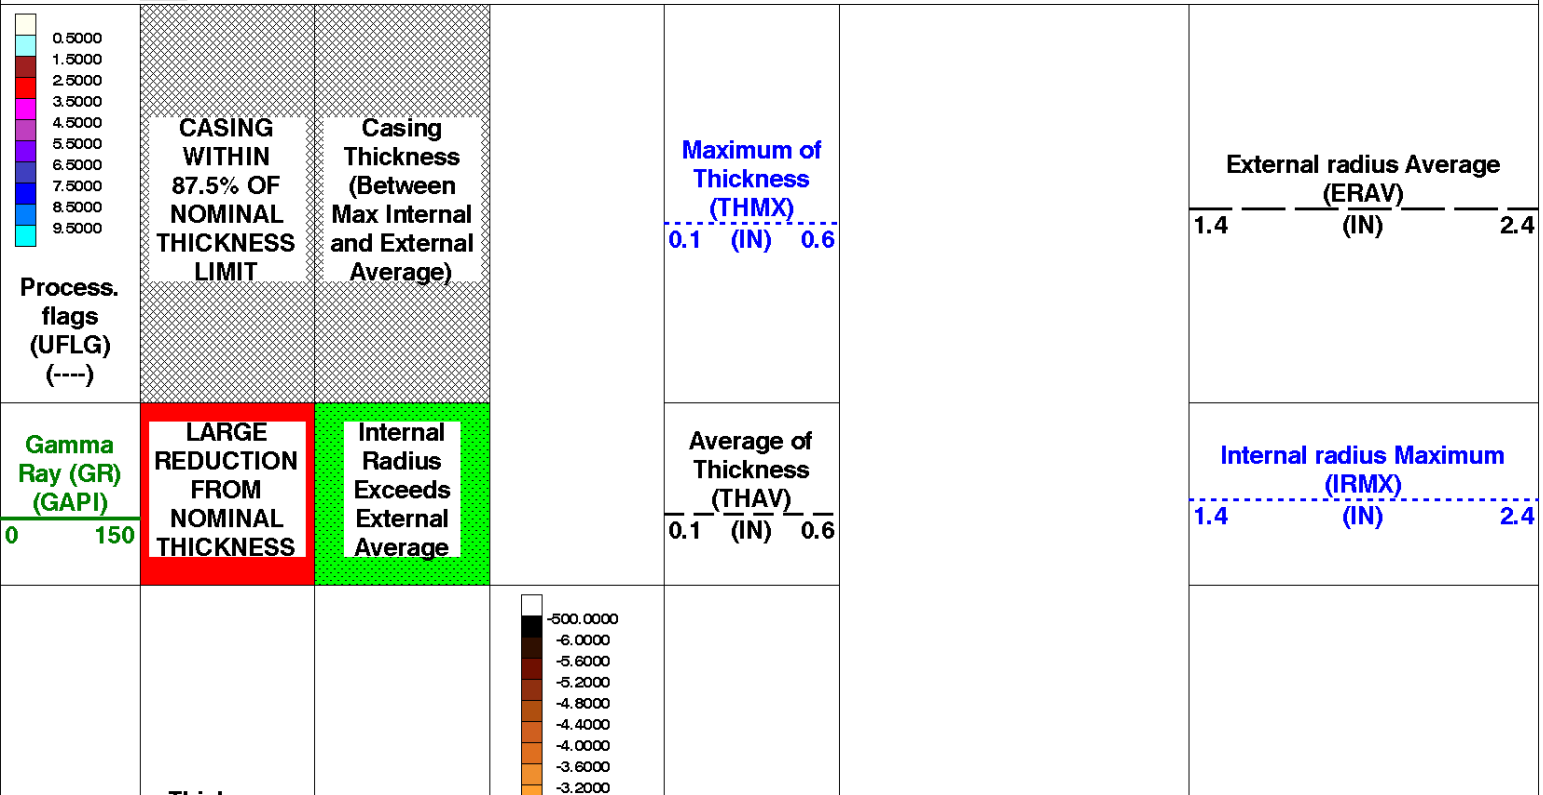 0.5000
1.5000
2.5000
3.5000
4.5000
5.5000
6.5000
7.5000
8.5000
9.5000
Process.
flags
(UFLG)
(----)
CASING
WITHIN
87.5% OF
NOMINAL
THICKNESS
LIMIT
Casing
Thickness
(Between
Max Internal
and External
Average)
Maximum of
Thickness
(THMX)
0.1 (IN) 0.6
External radius Average
(ERAV)
1.4 (IN) 2.4
Gamma
Ray (GR)
(GAPI)
0 150
LARGE
REDUCTION
FROM
NOMINAL
THICKNESS
Internal
Radius
Exceeds
External
Average
Average of
Thickness
(THAV)
0.1 (IN) 0.6
Internal radius Maximum
(IRMX)
1.4 (IN) 2.4
-500.0000
-6.0000
-5.6000
-5.2000
-4.8000
-4.4000
-4.0000
-3.6000
-3.2000